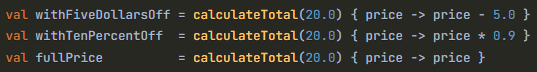 val withFiveDollarsOff = calculateTotal(20.0) { price -> price - 5.0 }
val withTenPercentOff  = calculateTotal(20.0) { price -> price * 0.9 }
val fullPrice          = calculateTotal(20.0) { price -> price }